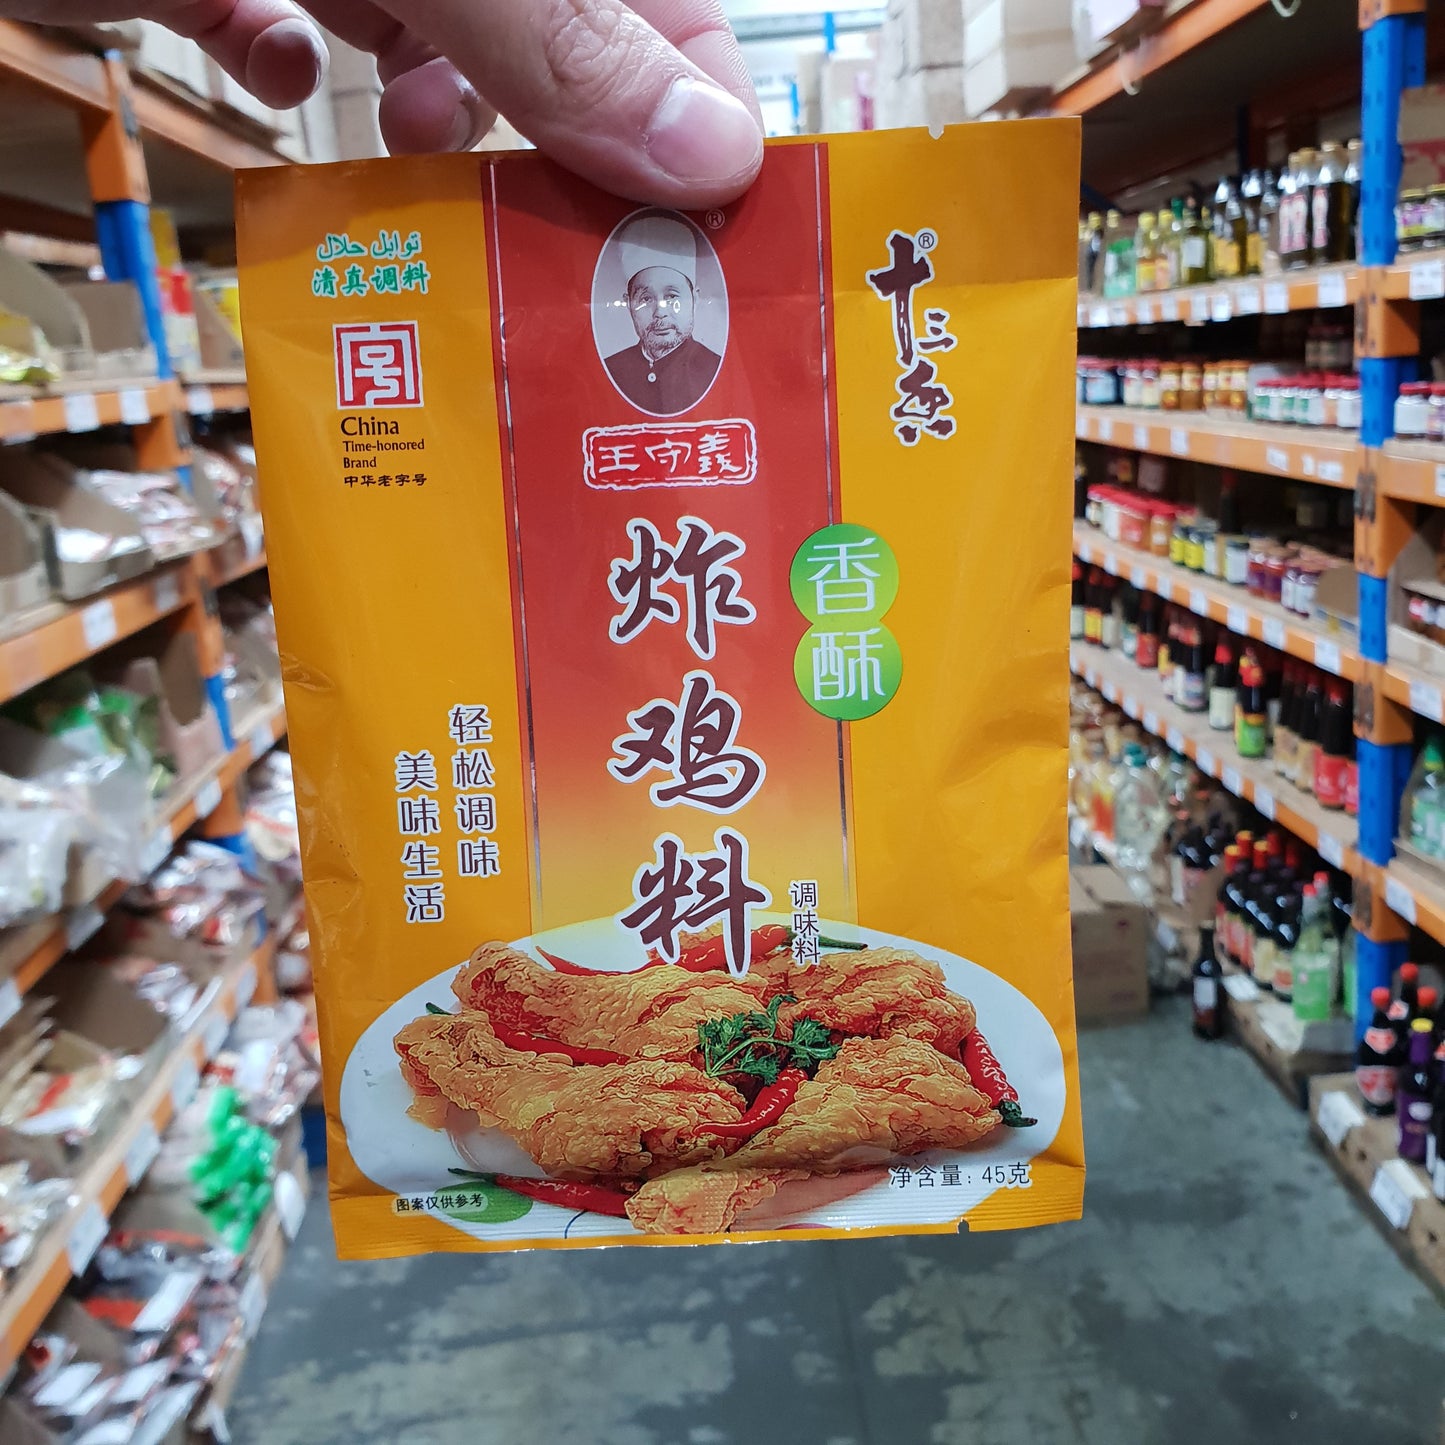 توابل حلال
清真调料
China
Time-honored
Brand
中华老字号
®
王守義
®
十三香
炸鸡料
香酥
轻松调味
美味生活
调味料
图案仅供参考
净含量: 45克